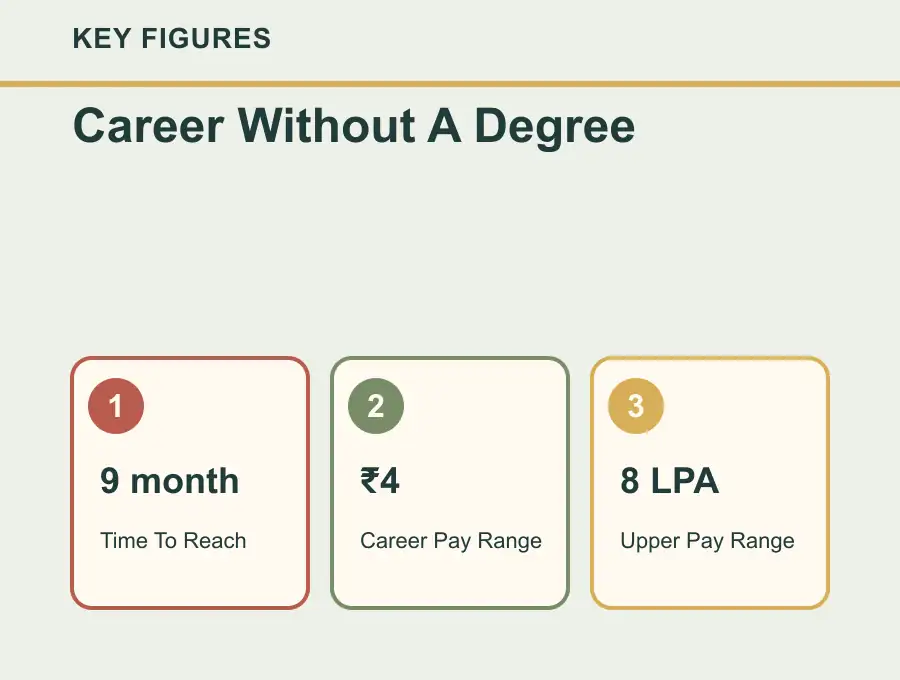 KEY FIGURES
Career Without A Degree
1
9 month
Time To Reach
2
₹4
Career Pay Range
3
8 LPA
Upper Pay Range